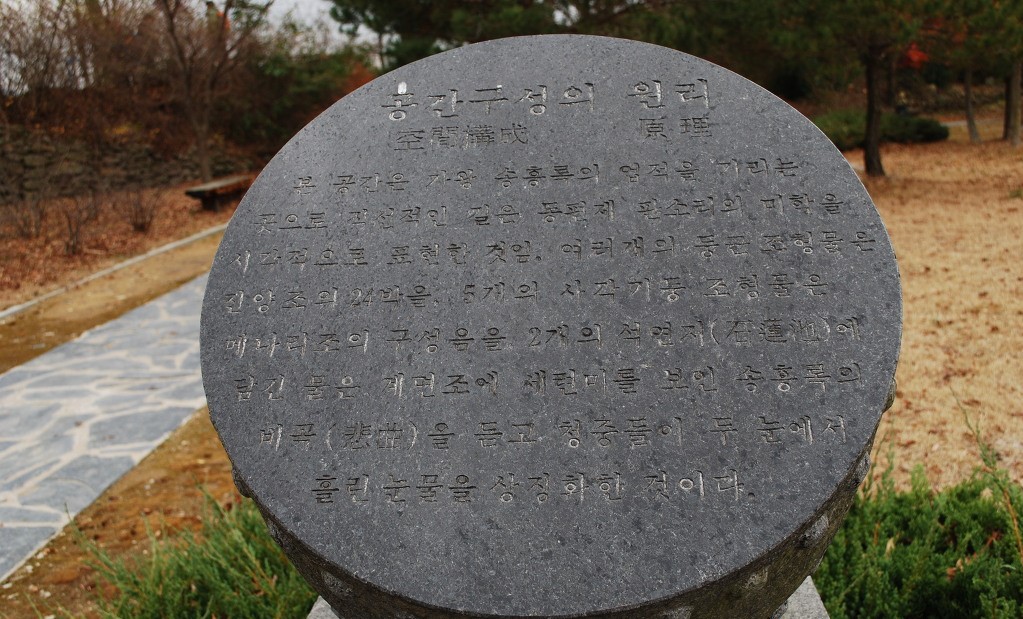 공간구성의 원리
空間構成 原理
본 공간은 가왕 송흥록의 업적을 기리는
곳으로 직선적인 길은 동편제 판소리의 미학을
시각적으로 표현한 것임. 여러개의 둥근 조형물은
진양조의 24박을, 5개의 사각기둥 조형물은
메나리조의 구성음을 2개의 석연지(石蓮池)에
담긴 물은 계면조에 세련미를 보인 송흥록의
비곡(悲曲)을 듣고 청중들이 두 눈에서
흘린 눈물을 상징화한 것이다.